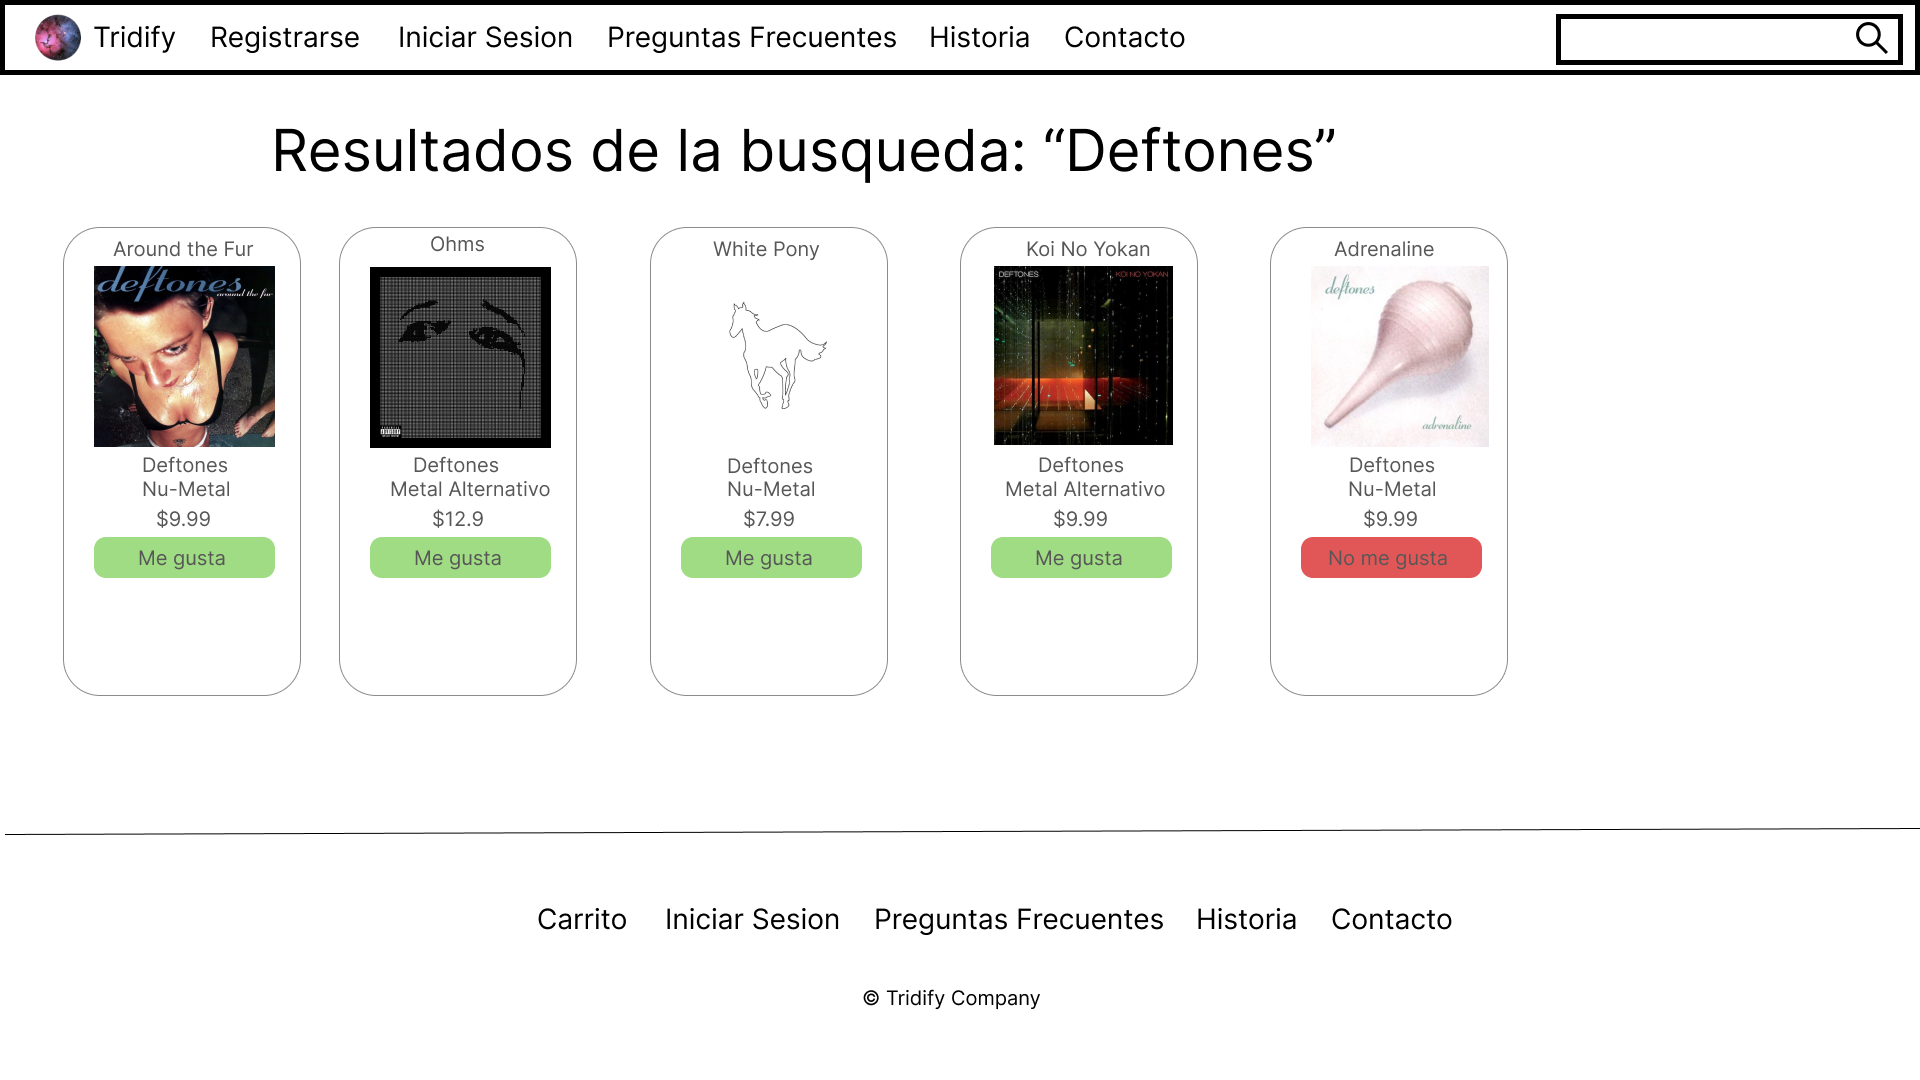 Tridify Registrarse Iniciar Sesion Preguntas Frecuentes Historia Contacto
Resultados de la busqueda: “Deftones”
Around the Fur
deftones
around the fur
Deftones
Nu-Metal
$9.99
Me gusta
Ohms
Deftones
Metal Alternativo
$12.9
Me gusta
White Pony
Deftones
Nu-Metal
$7.99
Me gusta
Koi No Yokan
DEFTONES KOI NO YOKAN
Deftones
Metal Alternativo
$9.99
Me gusta
Adrenaline
deftones
adrenaline
Deftones
Nu-Metal
$9.99
No me gusta
Carrito Iniciar Sesion Preguntas Frecuentes Historia Contacto
© Tridify Company